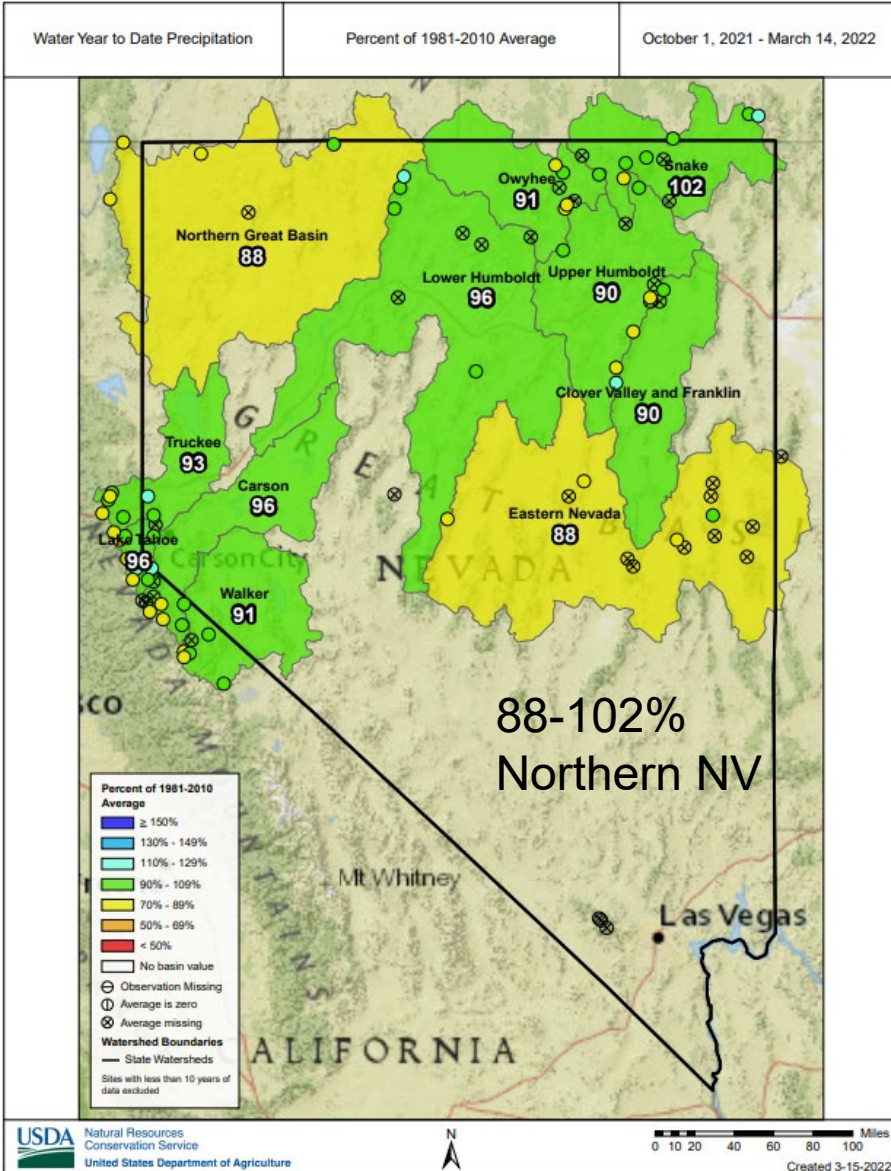 Water Year to Date Precipitation
Percent of 1981-2010 Average
October 1, 2021 - March 14, 2022
Owyhee
91
Snake
102
Northern Great Basin
88
Lower Humboldt
96
Upper Humboldt
90
Clover Valley and Franklin
90
Truckee
93
GREAT BASI
Carson
96
Eastern Nevada
88
Lake Tahoe
96
Carson City
NEVADA
Walker
91
NEVADA MOUNTAINS
SCO
88-102%
Northern NV
Mt Whitney
Las Vegas
ALIFORNIA
Percent of 1981-2010
Average
≥ 150%
130% - 149%
110% - 129%
90% - 109%
70% - 89%
50% - 69%
< 50%
No basin value
Observation Missing
Average is zero
Average missing
Watershed Boundaries
State Watersheds
Sites with less than 10 years of
data excluded
USDA
Natural Resources
Conservation Service
United States Department of Agriculture
N
0 10 20 40 60 80 100 Miles
Created 3-15-2022